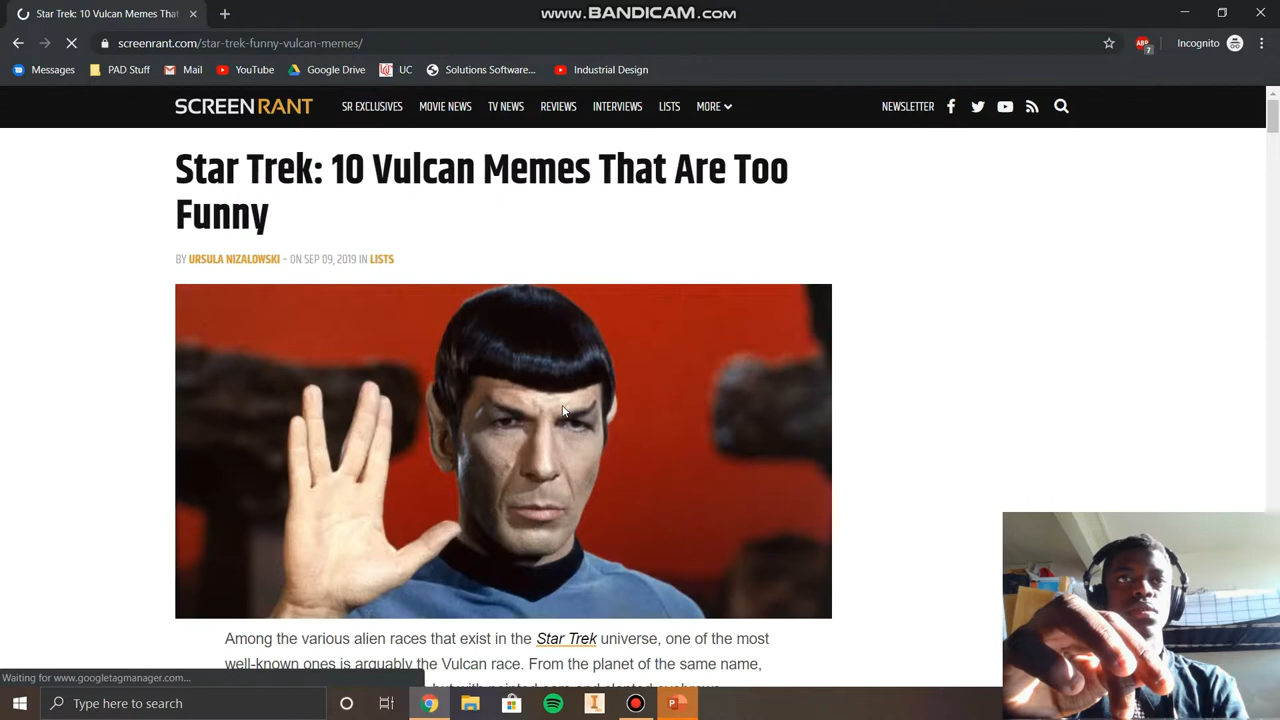 Star Trek: 10 Vulcan Memes That
www.BANDICAM.com
screenrant.com/star-trek-funny-vulcan-memes/
ABP
7
Incognito
Messages
PAD Stuff
Mail
YouTube
Google Drive
UC
Solutions Software...
Industrial Design
SCREENRANT
SR EXCLUSIVES
MOVIE NEWS
TV NEWS
REVIEWS
INTERVIEWS
LISTS
MORE
NEWSLETTER
Star Trek: 10 Vulcan Memes That Are Too
Funny
BY URSULA NIZALOWSKI – ON SEP 09, 2019 IN LISTS
Among the various alien races that exist in the Star Trek universe, one of the most
well-known ones is arguably the Vulcan race. From the planet of the same name,
Waiting for www.googletagmanager.com...
Type here to search